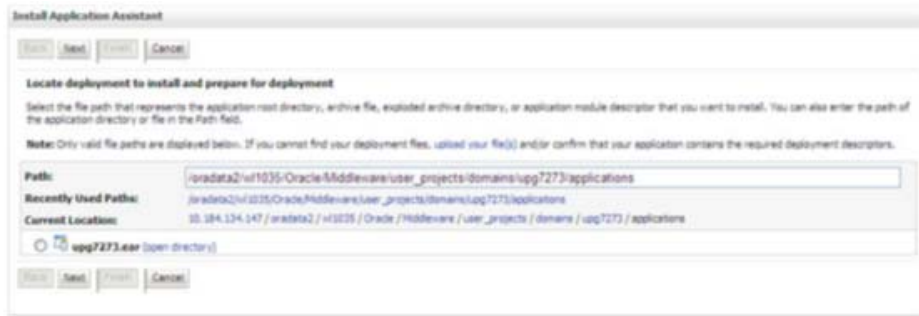 Install Application Assistant
Back Next Finish Cancel
Locate deployment to install and prepare for deployment
Select the file path that represents the application root directory, archive file, exploded archive directory, or application module descriptor that you want to install. You can also enter the path of
the application directory or file in the Path field.
Note: Only valid file paths are displayed below. If you cannot find your deployment files, upload your file(s) and/or confirm that your application contains the required deployment descriptors.
Path: /oradata2/wl1035/Oracle/Middleware/user_projects/domains/upg7273/applications
Recently Used Paths: /oradata2/wl1035/Oracle/Middleware/user_projects/domains/upg7273/applications
Current Location: 10.184.134.147 / oradata2 / wl1035 / Oracle / Middleware / user_projects / domains / upg7273 / applications
upg7273.ear (open directory)
Back Next Finish Cancel